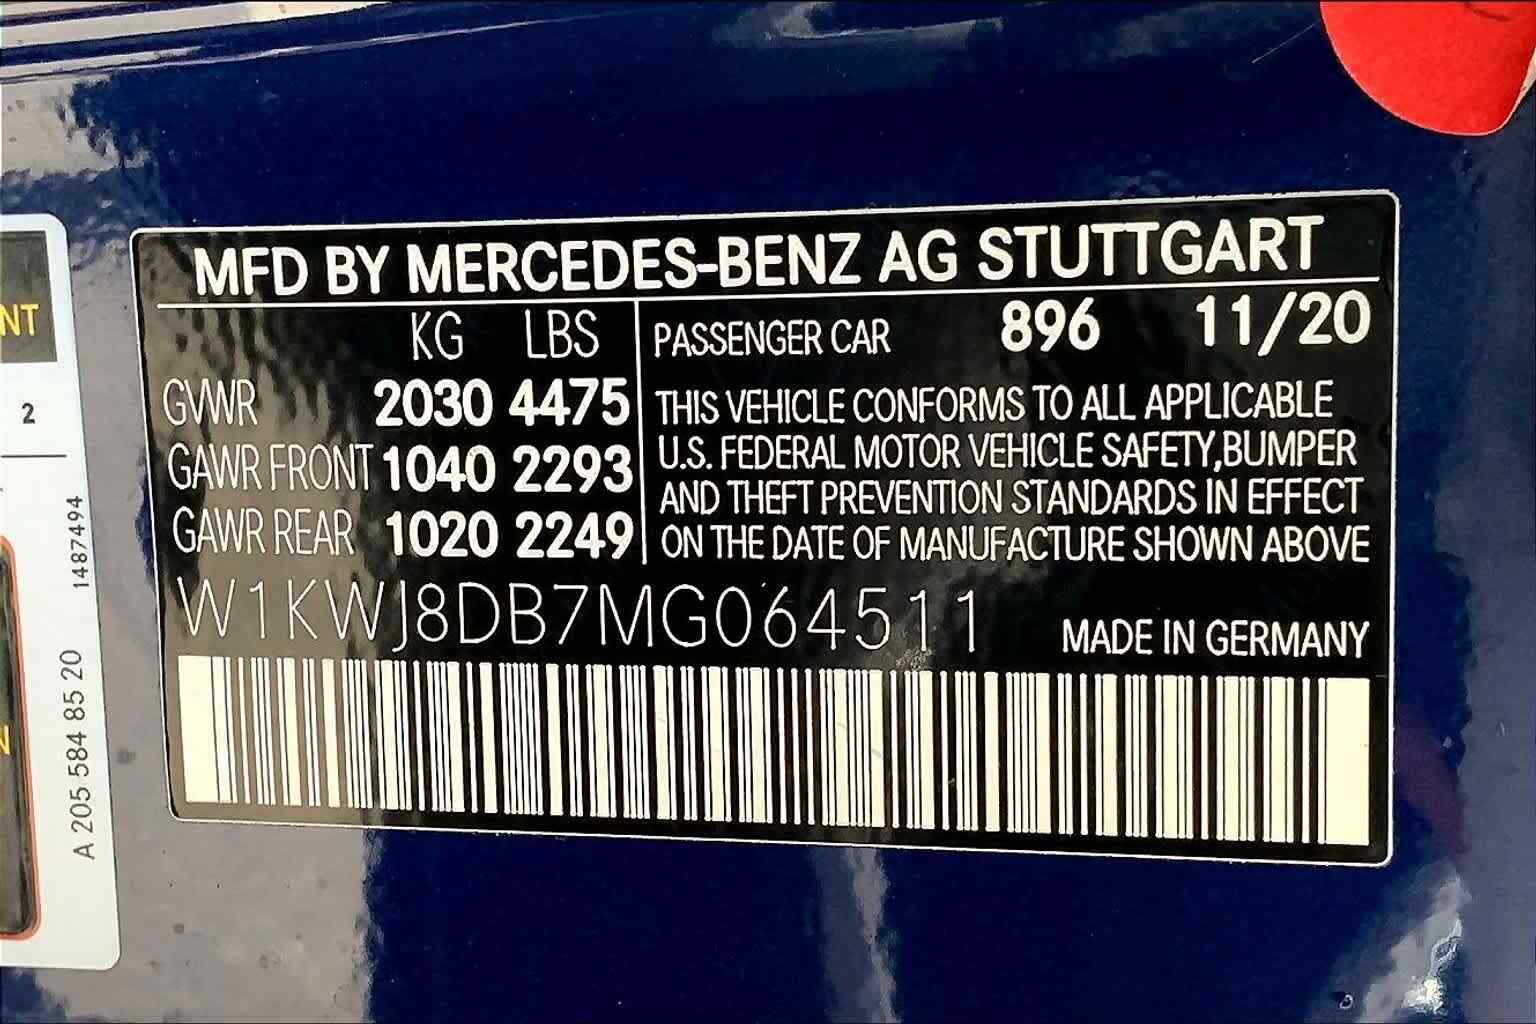 MFD BY MERCEDES-BENZ AG STUTTGART
KG LBS
GVWR 2030 4475
GAWR FRONT 1040 2293
GAWR REAR 1020 2249
PASSENGER CAR 896 11/20
THIS VEHICLE CONFORMS TO ALL APPLICABLE
U.S. FEDERAL MOTOR VEHICLE SAFETY,BUMPER
AND THEFT PREVENTION STANDARDS IN EFFECT
ON THE DATE OF MANUFACTURE SHOWN ABOVE
W1KWJ8DB7MG064511
MADE IN GERMANY
NT
2
1487494
A 205 584 85 20
N